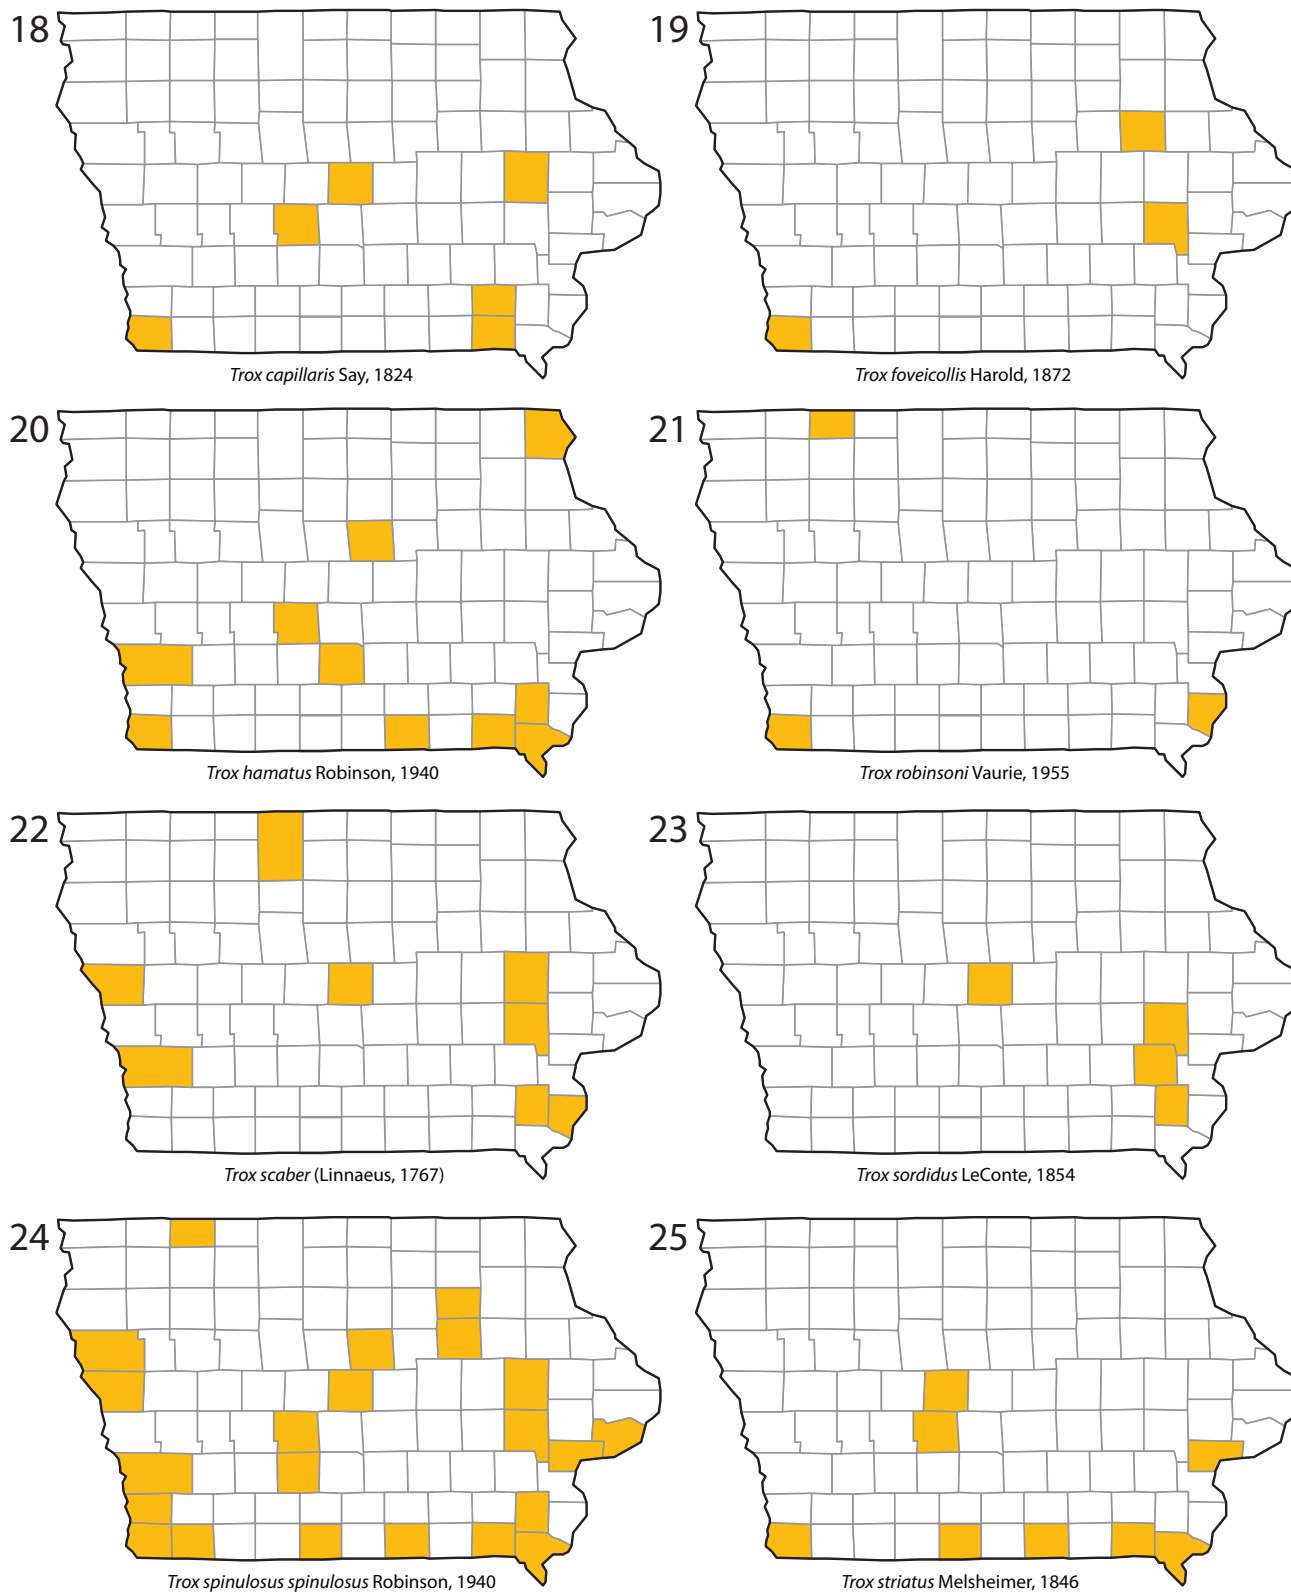 18
19
Trox capillaris Say, 1824
Trox foveicollis Harold, 1872
20
21
Trox hamatus Robinson, 1940
Trox robinsoni Vaurie, 1955
22
23
Trox scaber (Linnaeus, 1767)
Trox sordidus LeConte, 1854
24
25
Trox spinulosus spinulosus Robinson, 1940
Trox striatus Melsheimer, 1846